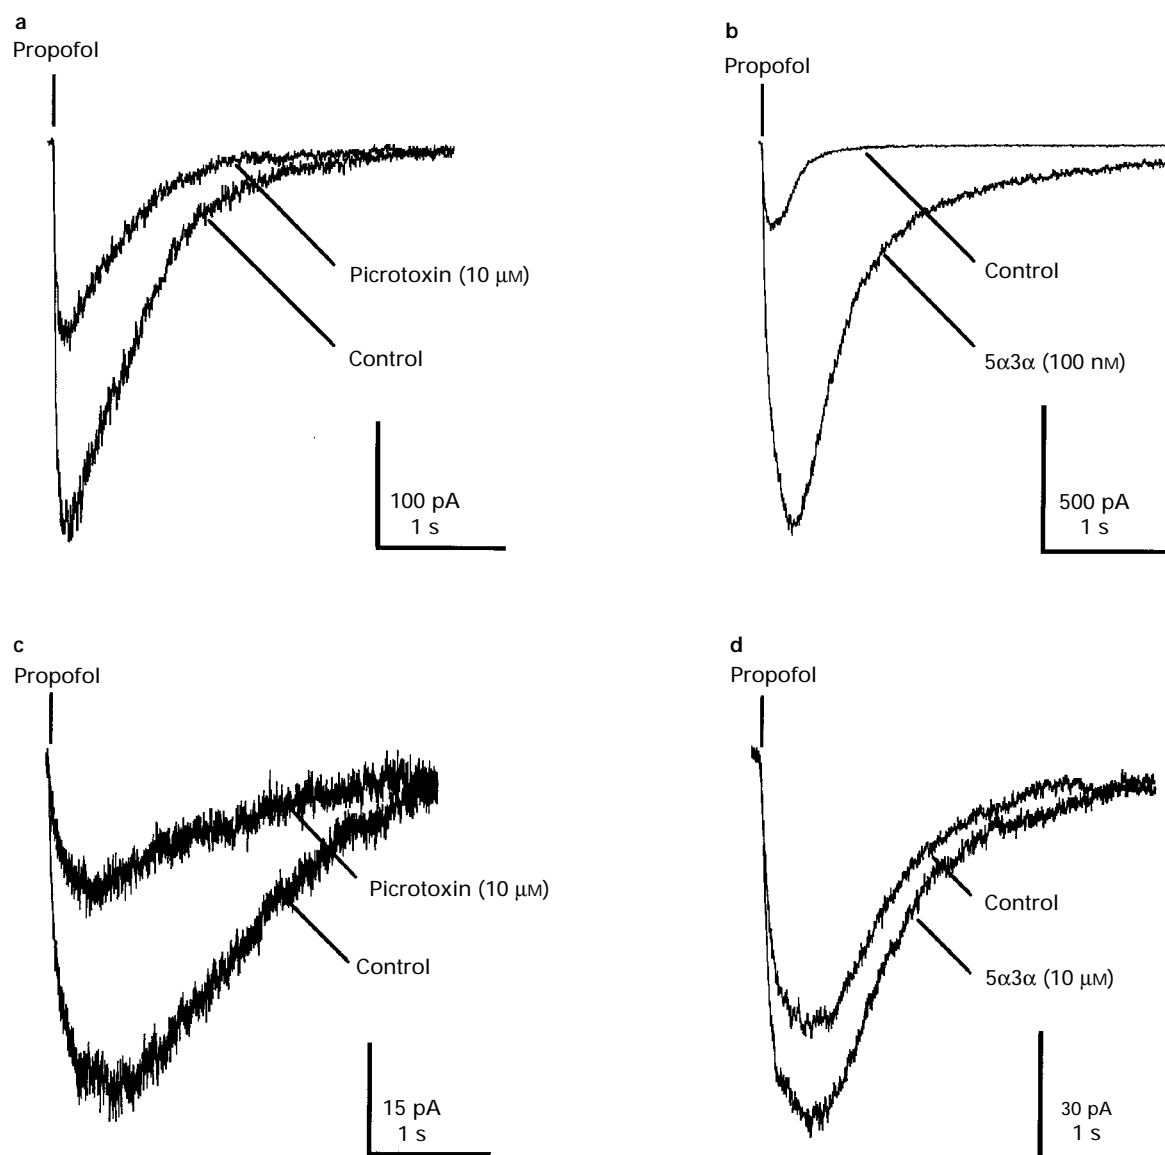 a
Propofol
Picrotoxin (10 µM)
Control
100 pA
1 s
b
Propofol
Control
5α3α (100 nM)
500 pA
1 s
c
Propofol
Picrotoxin (10 µM)
Control
15 pA
1 s
d
Propofol
Control
5α3α (10 µM)
30 pA
1 s